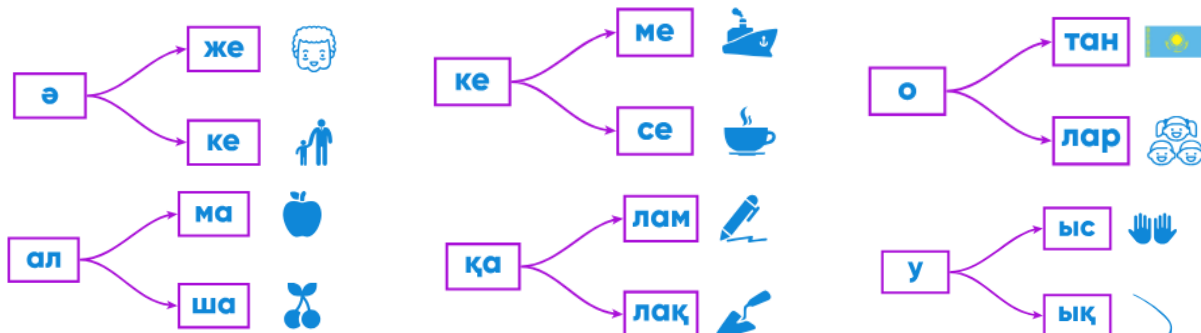 ә
же
ке
ке
ме
се
о
тан
лар
ал
ма
ша
қа
лам
лақ
у
ыс
ық